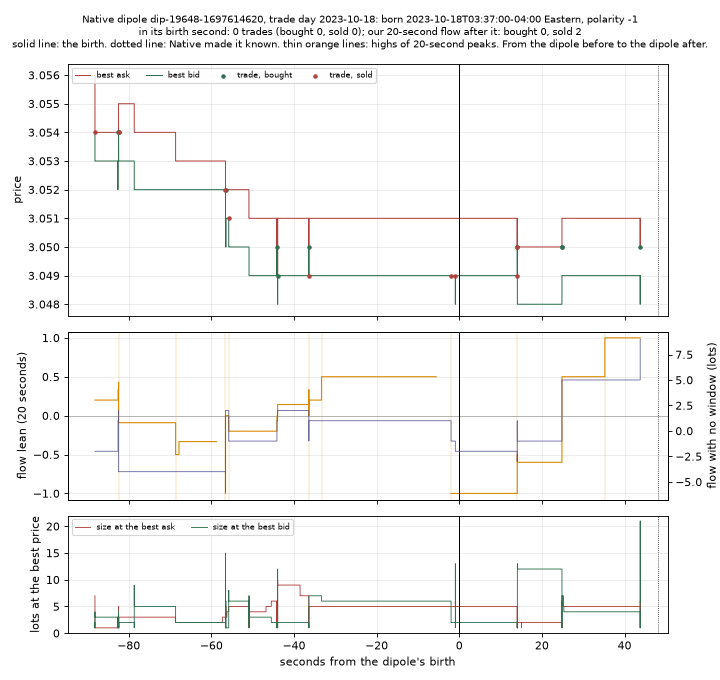 Native dipole dip-19648-1697614620, trade day 2023-10-18: born 2023-10-18T03:37:00-04:00 Eastern, polarity -1
in its birth second: 0 trades (bought 0, sold 0); our 20-second flow after it: bought 0, sold 2
solid line: the birth. dotted line: Native made it known. thin orange lines: highs of 20-second peaks. From the dipole before to the dipole after.
best ask best bid trade, bought trade, sold
3.056
3.055
3.054
3.053
3.052
3.051
3.050
3.049
3.048
price
1.0
0.5
0.0
−0.5
−1.0
flow lean (20 seconds)
7.5
5.0
2.5
0.0
−2.5
−5.0
flow with no window (lots)
size at the best ask size at the best bid
20
15
10
5
0
lots at the best price
−80 −60 −40 −20 0 20 40
seconds from the dipole's birth